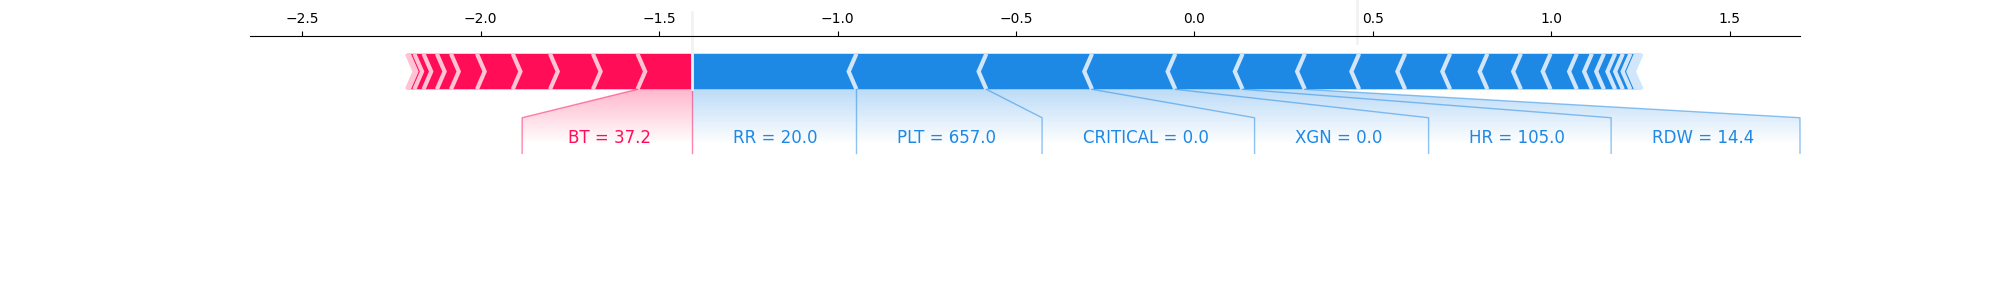 −2.5 −2.0 −1.5 −1.0 −0.5 0.0 0.5 1.0 1.5
BT = 37.2 RR = 20.0 PLT = 657.0 CRITICAL = 0.0 XGN = 0.0 HR = 105.0 RDW = 14.4